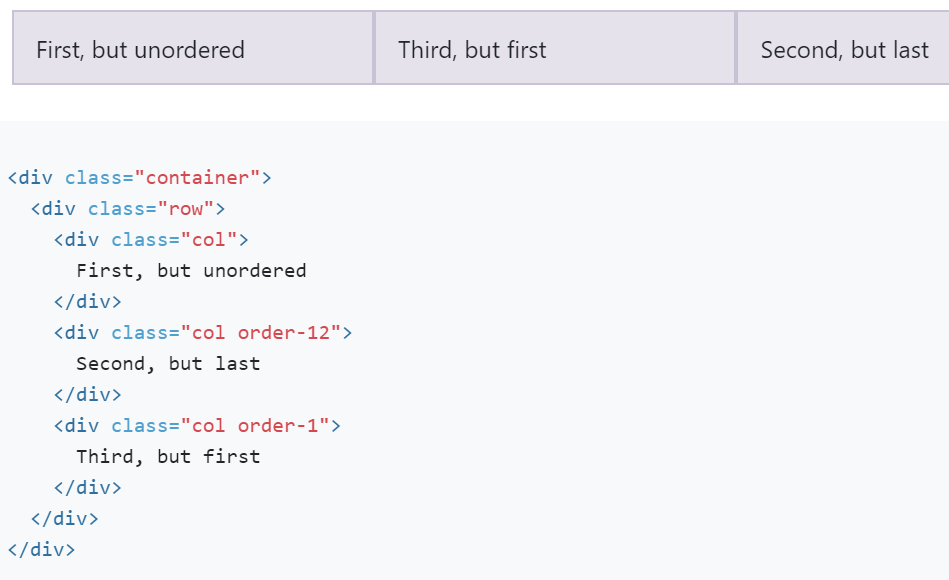 First, but unordered
Third, but first
Second, but last
<div class="container">
  <div class="row">
    <div class="col">
      First, but unordered
    </div>
    <div class="col order-12">
      Second, but last
    </div>
    <div class="col order-1">
      Third, but first
    </div>
  </div>
</div>